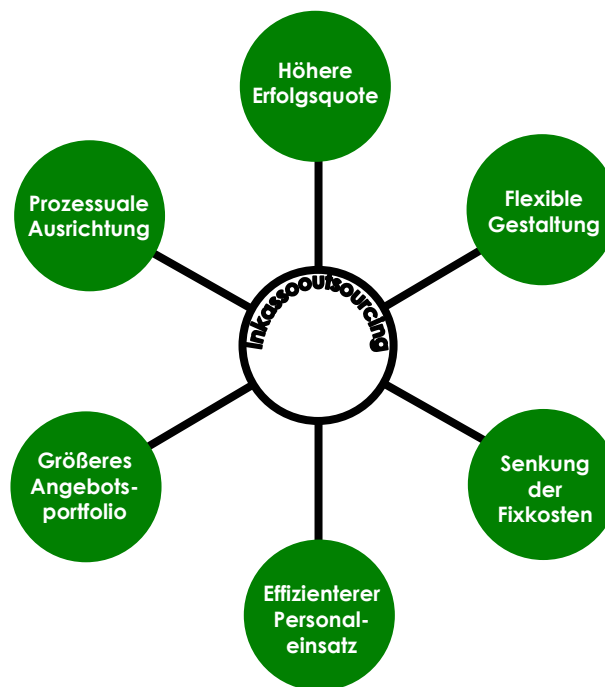 Höhere
Erfolgsquote
Prozessuale
Ausrichtung
Flexible
Gestaltung
Inkassooutsourcing
Größeres
Angebots-
portfolio
Senkung
der
Fixkosten
Effizienterer
Personal-
einsatz